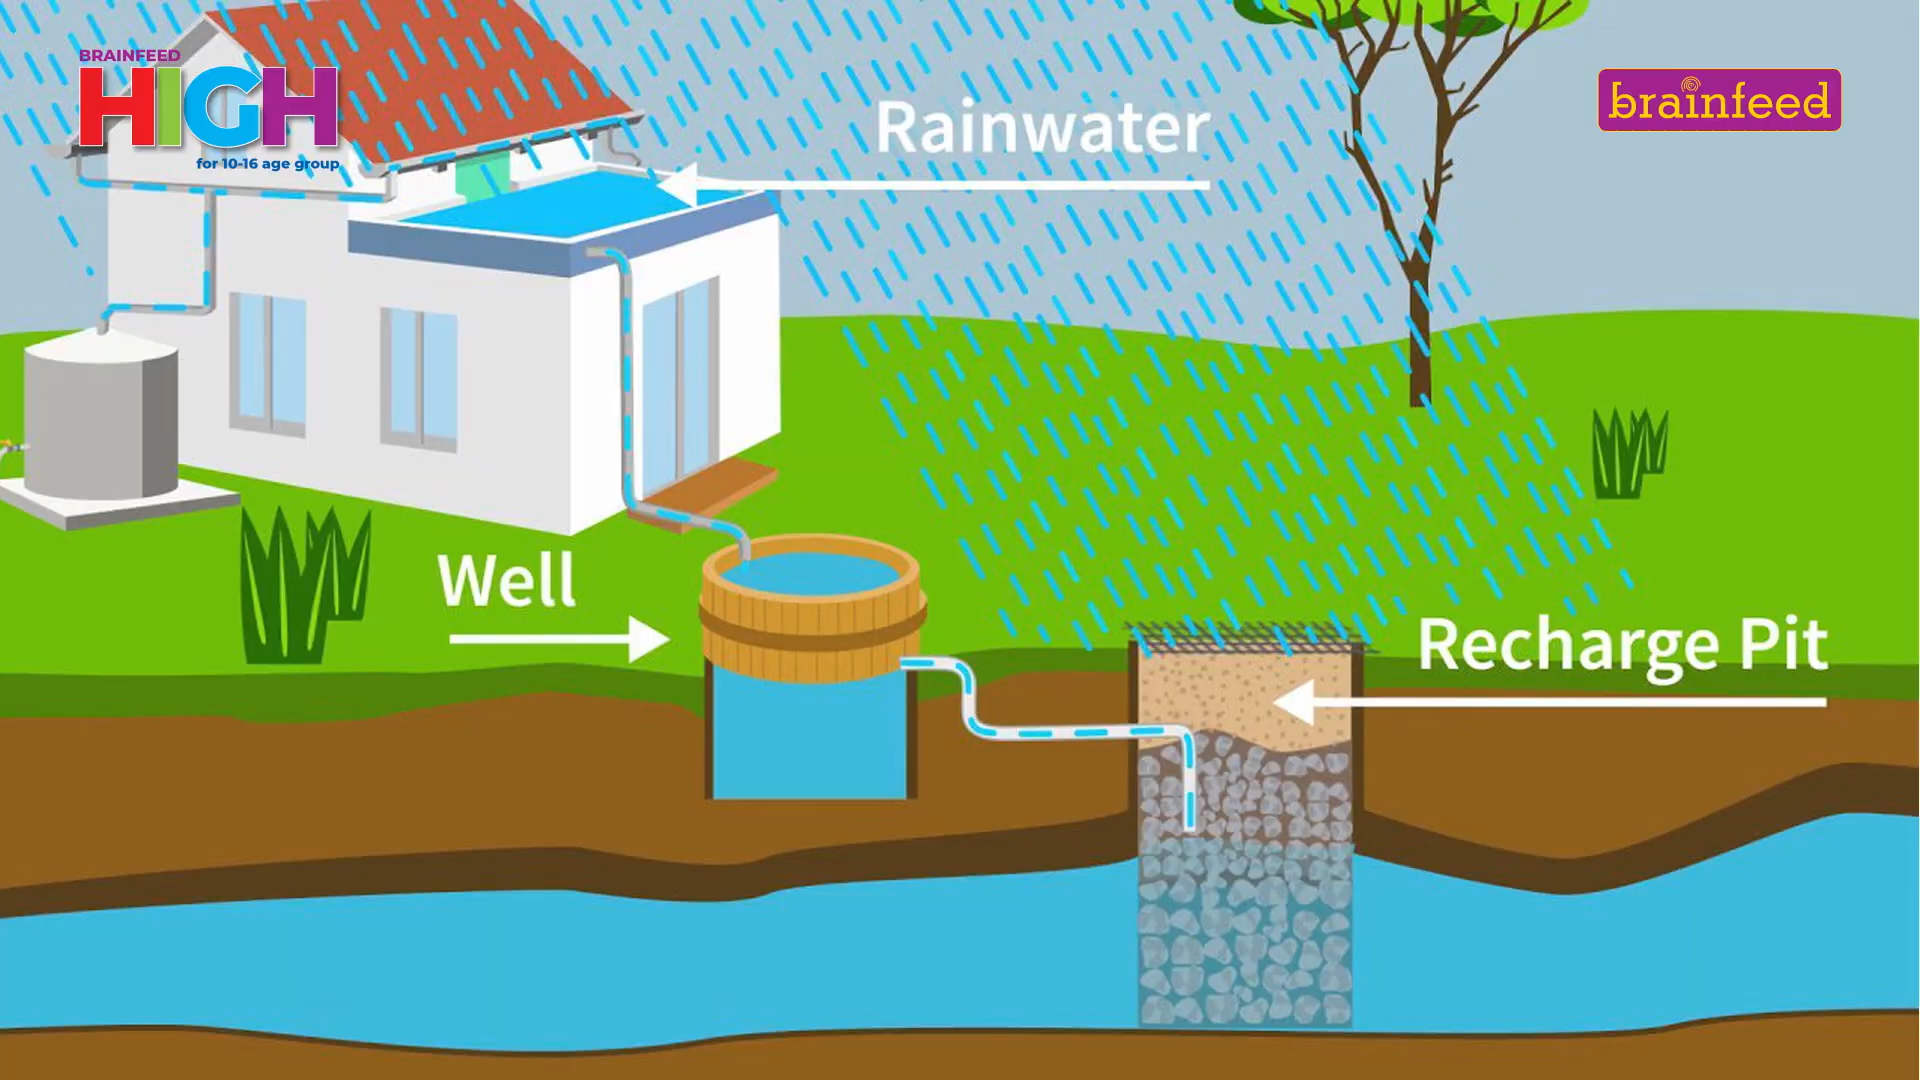 BRAINFEED
HIGH
for 10-16 age group
brainfeed
Rainwater
Well
Recharge Pit